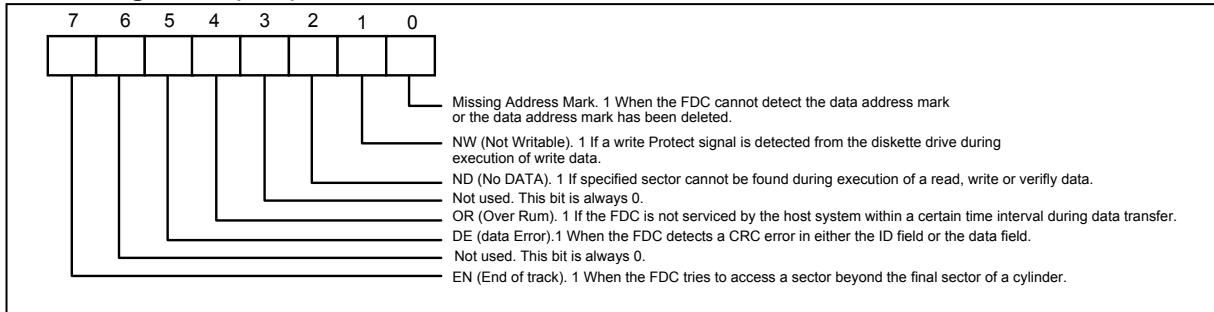 7 6 5 4 3 2 1 0
Missing Address Mark. 1 When the FDC cannot detect the data address mark
or the data address mark has been deleted.
NW (Not Writable). 1 If a write Protect signal is detected from the diskette drive during
execution of write data.
ND (No DATA). 1 If specified sector cannot be found during execution of a read, write or verifly data.
Not used. This bit is always 0.
OR (Over Rum). 1 If the FDC is not serviced by the host system within a certain time interval during data transfer.
DE (data Error).1 When the FDC detects a CRC error in either the ID field or the data field.
Not used. This bit is always 0.
EN (End of track). 1 When the FDC tries to access a sector beyond the final sector of a cylinder.